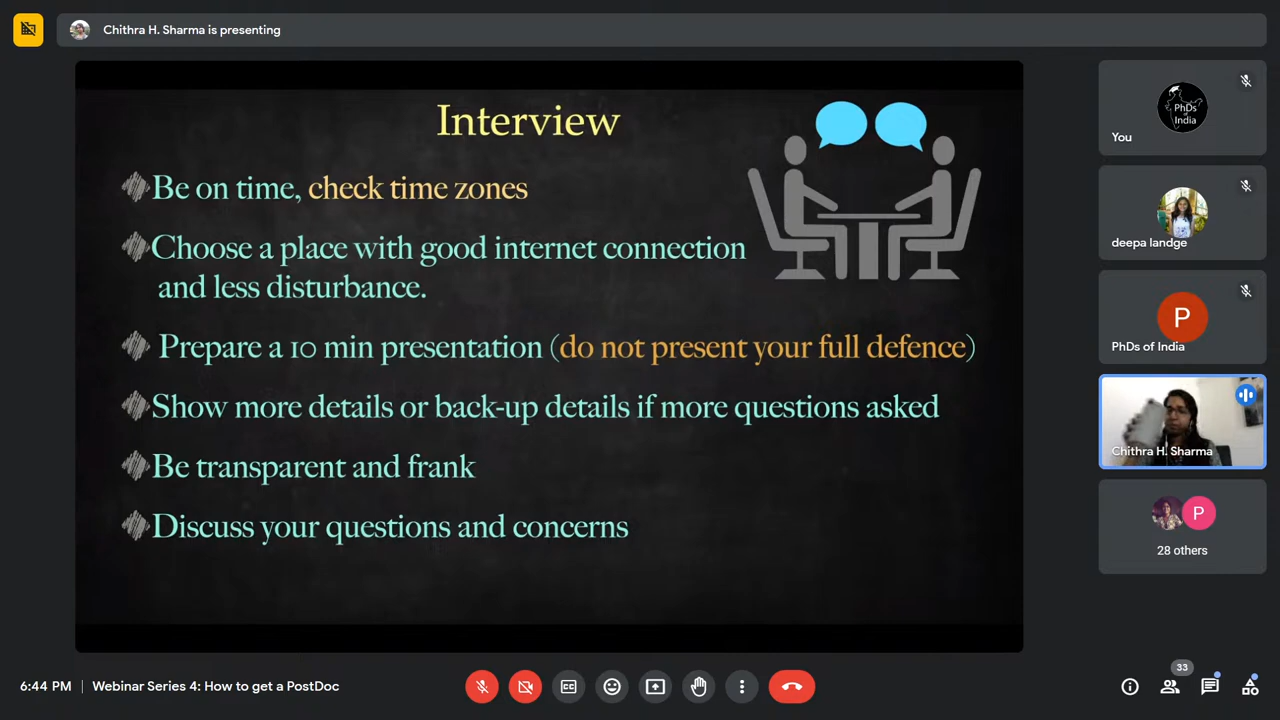 Chithra H. Sharma is presenting
Interview
Be on time, check time zones
Choose a place with good internet connection
and less disturbance.
Prepare a 10 min presentation (do not present your full defence)
Show more details or back-up details if more questions asked
Be transparent and frank
Discuss your questions and concerns
PhDs
of
India
You
deepa landge
P
PhDs of India
Chithra H. Sharma
P
28 others
6:44 PM | Webinar Series 4: How to get a PostDoc
CC
33